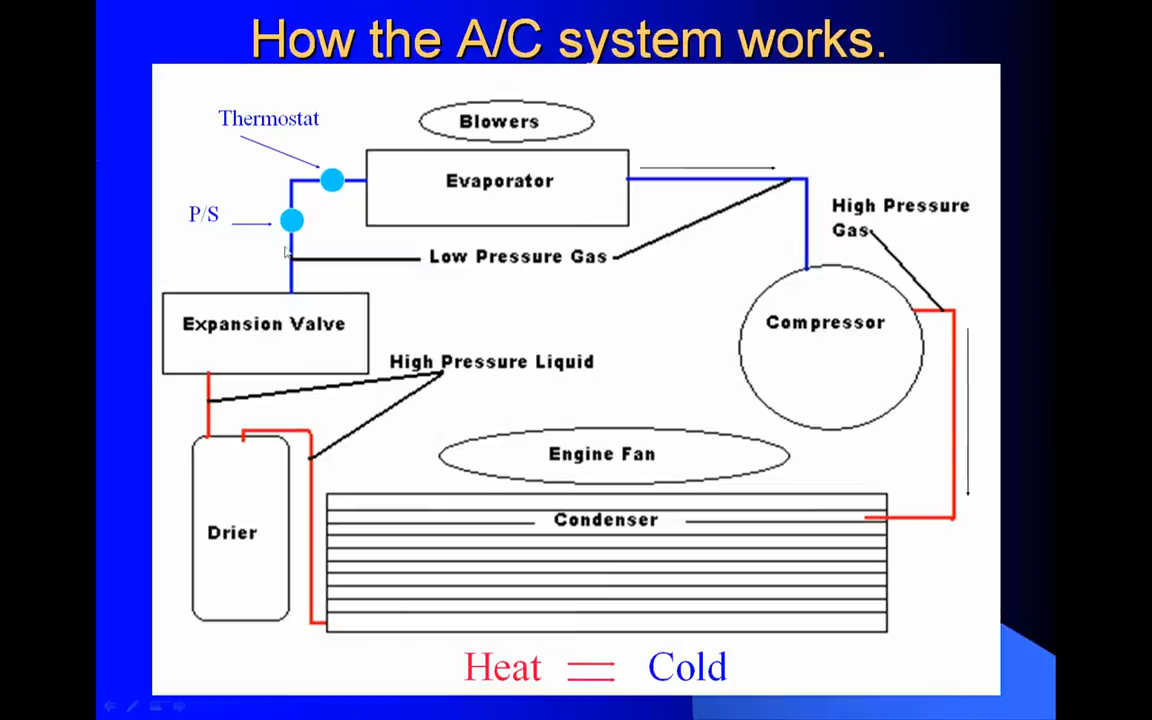 How the A/C system works.
Thermostat
Blowers
Evaporator
P/S
High Pressure
Gas
Low Pressure Gas
Expansion Valve
Compressor
High Pressure Liquid
Engine Fan
Condenser
Drier
Heat
Cold